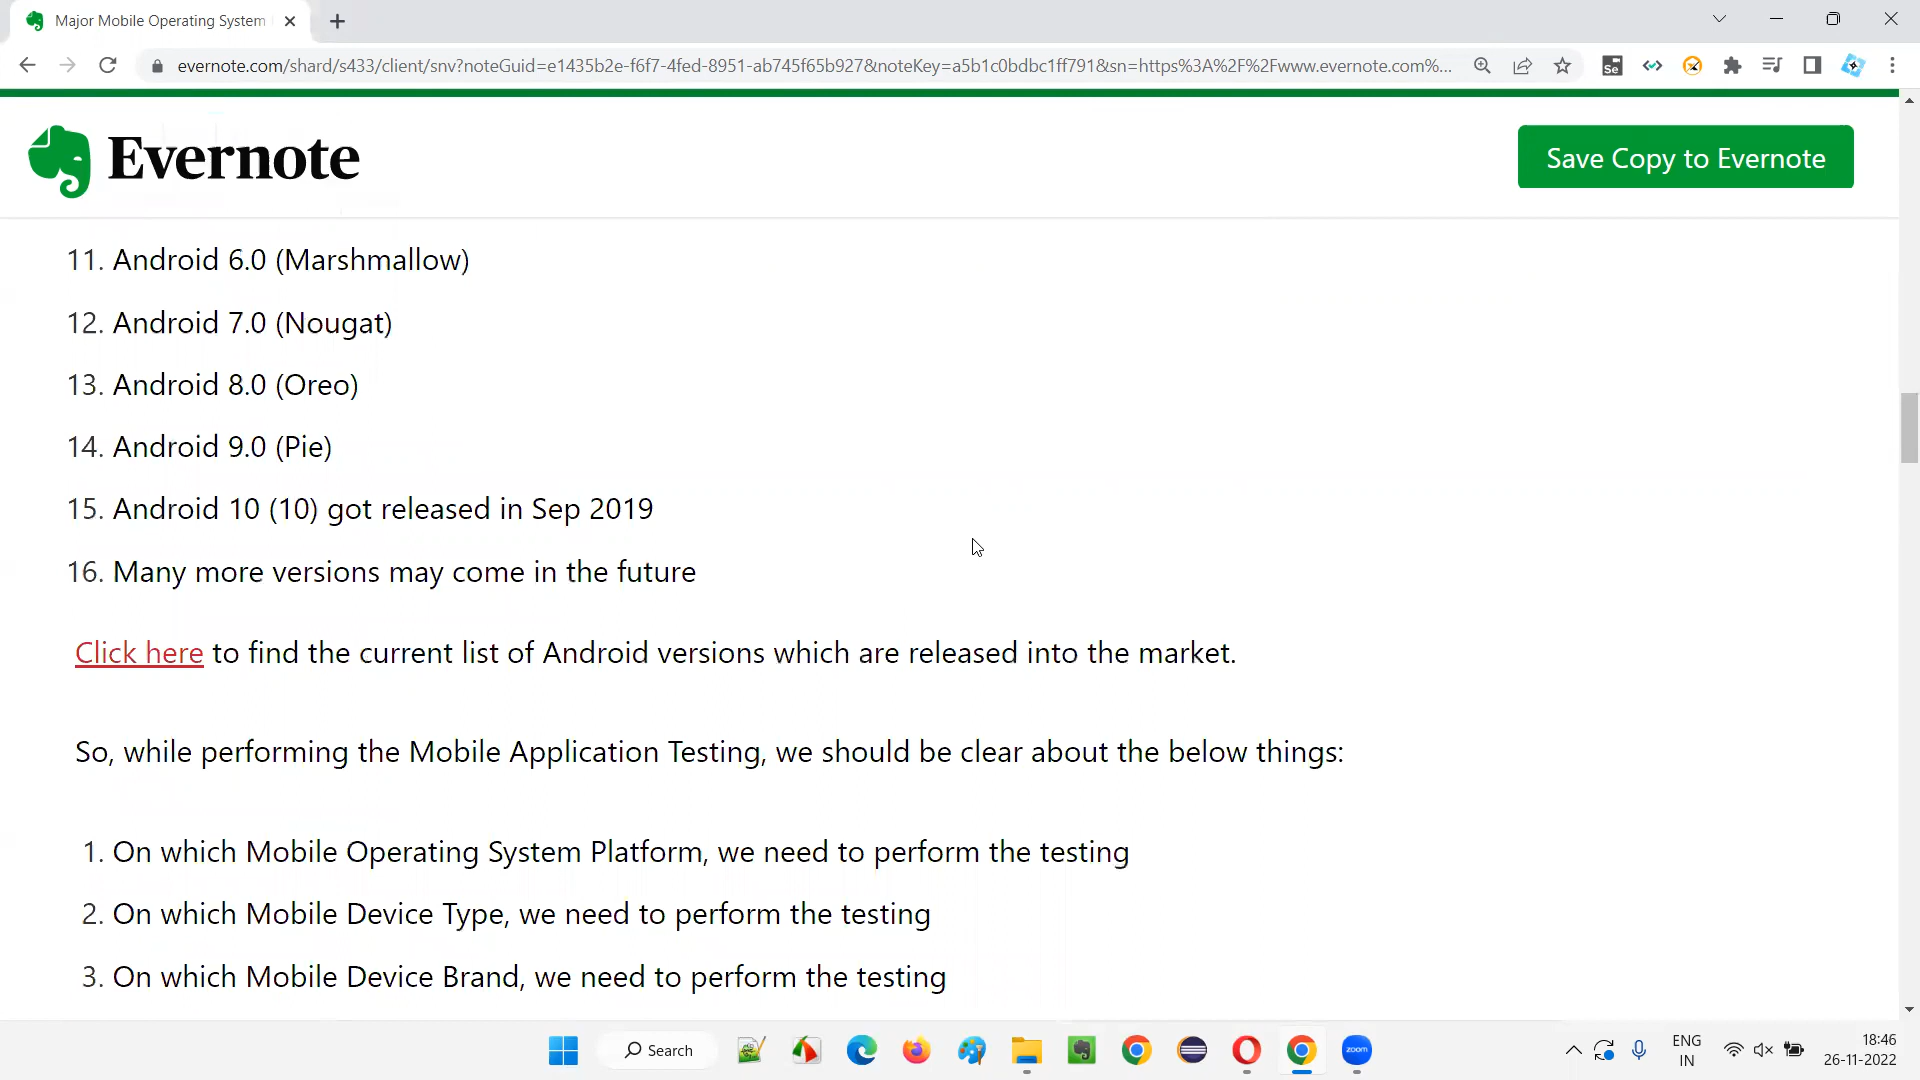 Major Mobile Operating System
evernote.com/shard/s433/client/snv?noteGuid=e1435b2e-f6f7-4fed-8951-ab745f65b927&noteKey=a5b1c0bdbc1ff791&sn=https%3A%2F%2Fwww.evernote.com%...
Se
Evernote
Save Copy to Evernote
11. Android 6.0 (Marshmallow)
12. Android 7.0 (Nougat)
13. Android 8.0 (Oreo)
14. Android 9.0 (Pie)
15. Android 10 (10) got released in Sep 2019
16. Many more versions may come in the future
Click here to find the current list of Android versions which are released into the market.
So, while performing the Mobile Application Testing, we should be clear about the below things:
1. On which Mobile Operating System Platform, we need to perform the testing
2. On which Mobile Device Type, we need to perform the testing
3. On which Mobile Device Brand, we need to perform the testing
Search
zoom
ENG
IN
18:46
26-11-2022